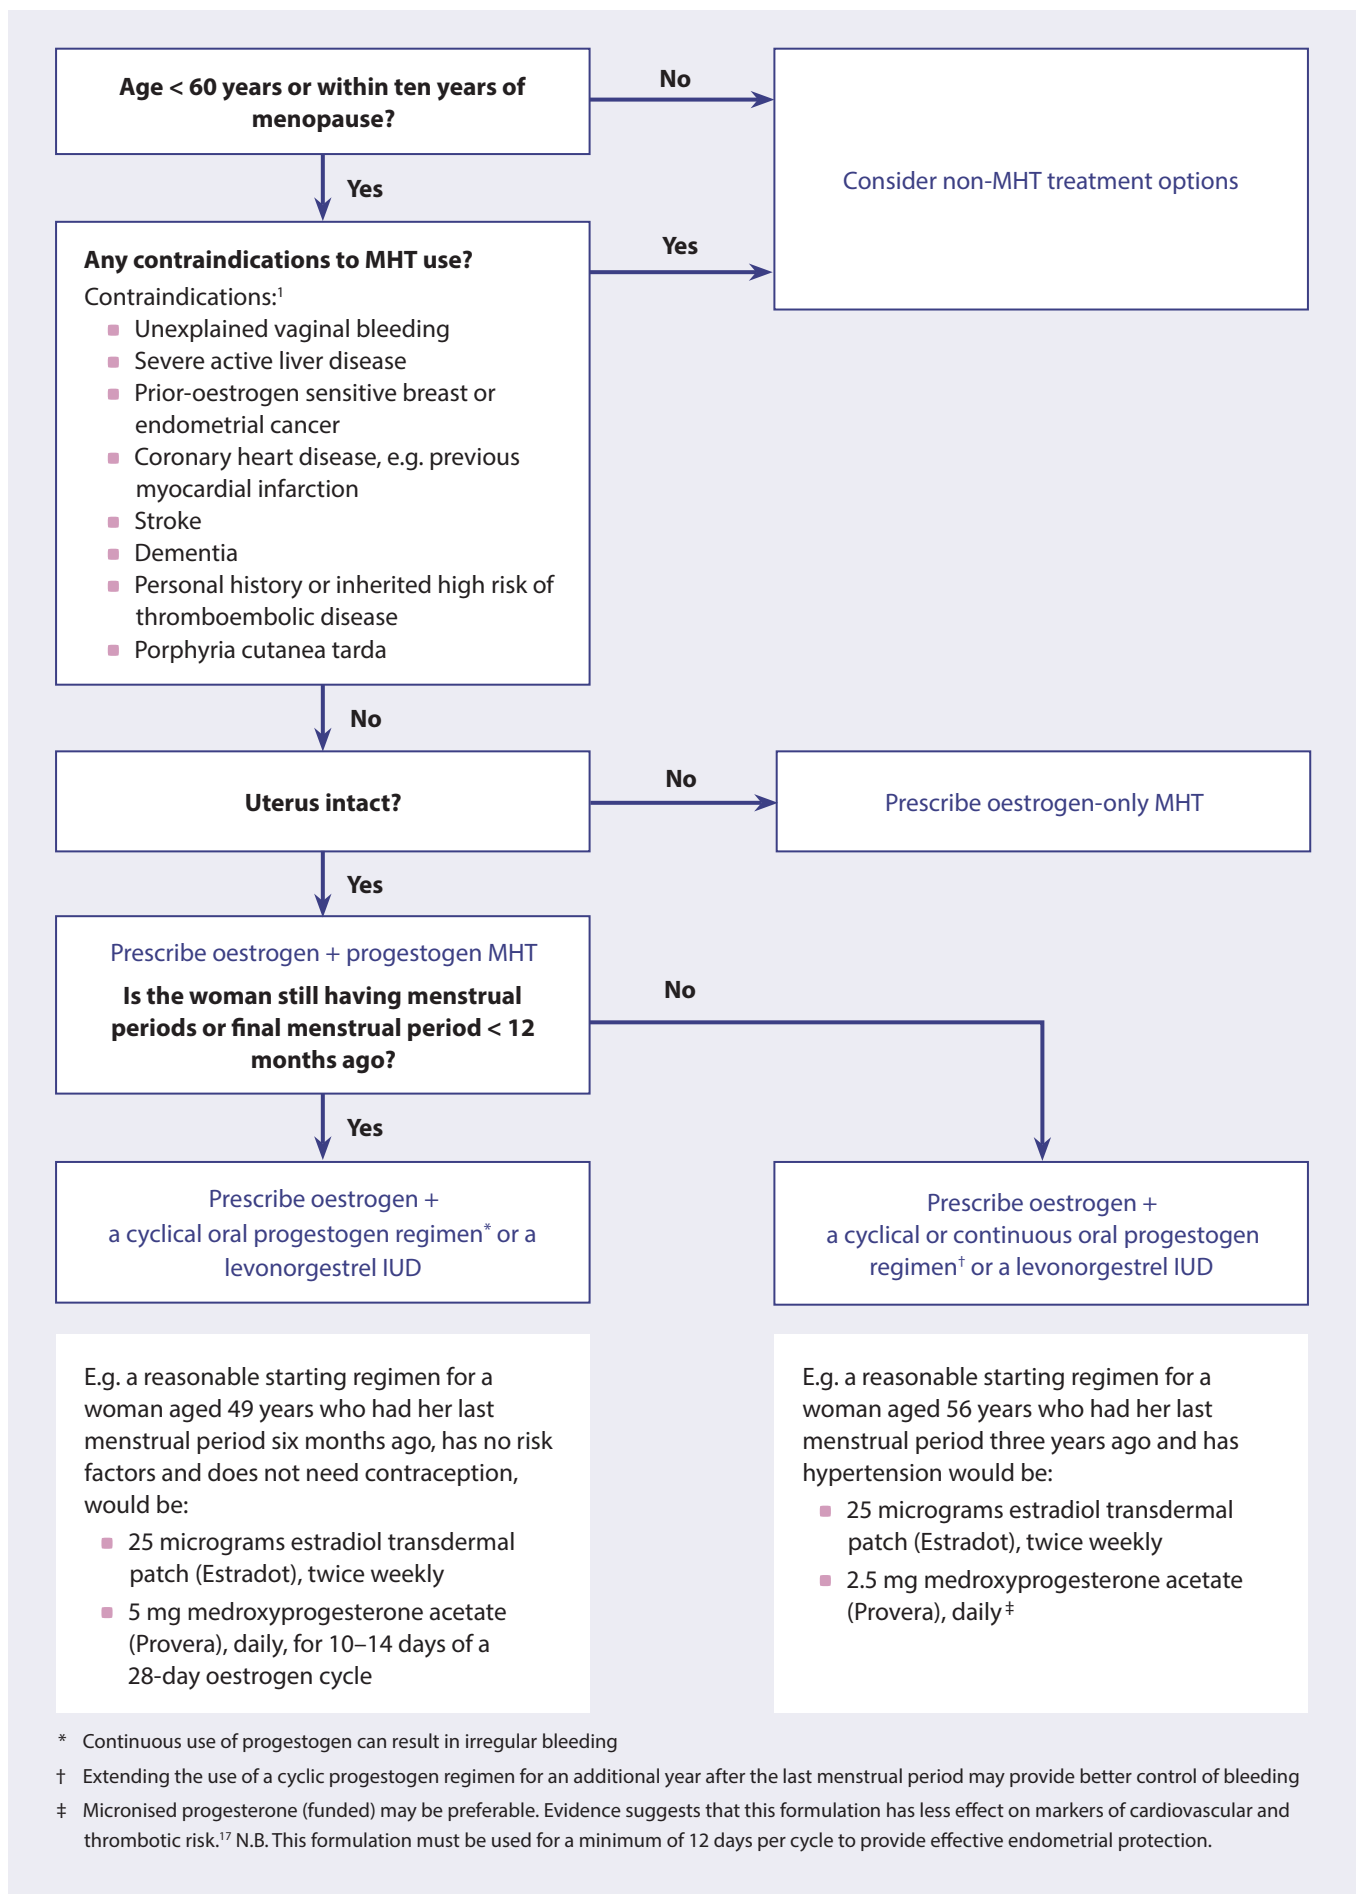 Age < 60 years or within ten years of
menopause?
No
Consider non-MHT treatment options
Yes
Any contraindications to MHT use?
Contraindications:¹
Unexplained vaginal bleeding
Severe active liver disease
Prior-oestrogen sensitive breast or
endometrial cancer
Coronary heart disease, e.g. previous
myocardial infarction
Stroke
Dementia
Personal history or inherited high risk of
thromboembolic disease
Porphyria cutanea tarda
Yes
No
Uterus intact?
No
Prescribe oestrogen-only MHT
Yes
Prescribe oestrogen + progestogen MHT
Is the woman still having menstrual
periods or final menstrual period < 12
months ago?
No
Yes
Prescribe oestrogen +
a cyclical oral progestogen regimen* or a
levonorgestrel IUD
Prescribe oestrogen +
a cyclical or continuous oral progestogen
regimen† or a levonorgestrel IUD
E.g. a reasonable starting regimen for a
woman aged 49 years who had her last
menstrual period six months ago, has no risk
factors and does not need contraception,
would be:
25 micrograms estradiol transdermal
patch (Estradot), twice weekly
5 mg medroxyprogesterone acetate
(Provera), daily, for 10–14 days of a
28-day oestrogen cycle
E.g. a reasonable starting regimen for a
woman aged 56 years who had her last
menstrual period three years ago and has
hypertension would be:
25 micrograms estradiol transdermal
patch (Estradot), twice weekly
2.5 mg medroxyprogesterone acetate
(Provera), daily‡
* Continuous use of progestogen can result in irregular bleeding
† Extending the use of a cyclic progestogen regimen for an additional year after the last menstrual period may provide better control of bleeding
‡ Micronised progesterone (funded) may be preferable. Evidence suggests that this formulation has less effect on markers of cardiovascular and
thrombotic risk.¹⁷ N.B. This formulation must be used for a minimum of 12 days per cycle to provide effective endometrial protection.